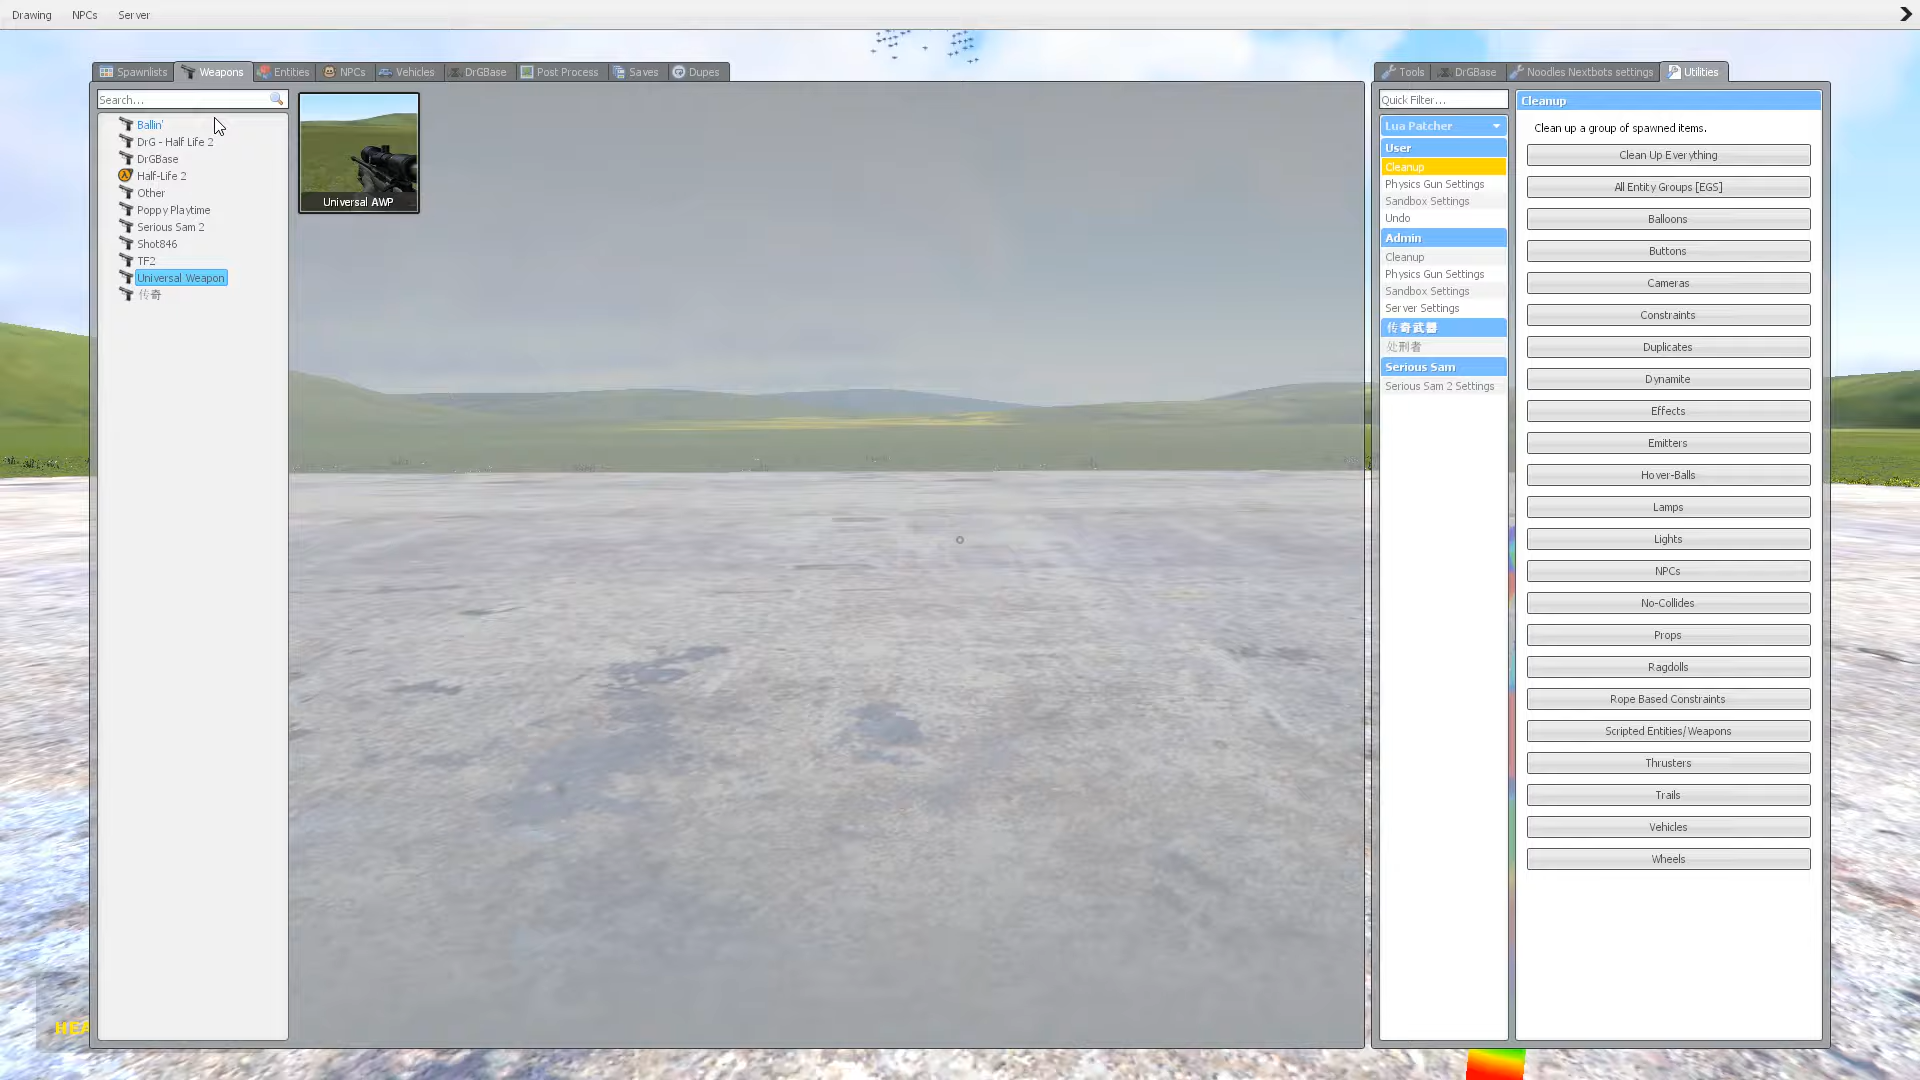 Drawing NPCs Server
Spawnlists Weapons Entities NPCs Vehicles DrGBase Post Process Saves Dupes
Search...
Ballin'
DrG - Half Life 2
DrGBase
Half-Life 2
Other
Poppy Playtime
Serious Sam 2
Shot846
TF2
Universal Weapon
传奇
Universal AWP
Tools DrGBase Noodles Nextbots settings Utilities
Quick Filter...
Lua Patcher
User
Cleanup
Physics Gun Settings
Sandbox Settings
Undo
Admin
Cleanup
Physics Gun Settings
Sandbox Settings
Server Settings
传奇武器
处刑者
Serious Sam
Serious Sam 2 Settings
Cleanup
Clean up a group of spawned items.
Clean Up Everything
All Entity Groups [EGS]
Balloons
Buttons
Cameras
Constraints
Duplicates
Dynamite
Effects
Emitters
Hover-Balls
Lamps
Lights
NPCs
No-Collides
Props
Ragdolls
Rope Based Constraints
Scripted Entities/Weapons
Thrusters
Trails
Vehicles
Wheels
HEA